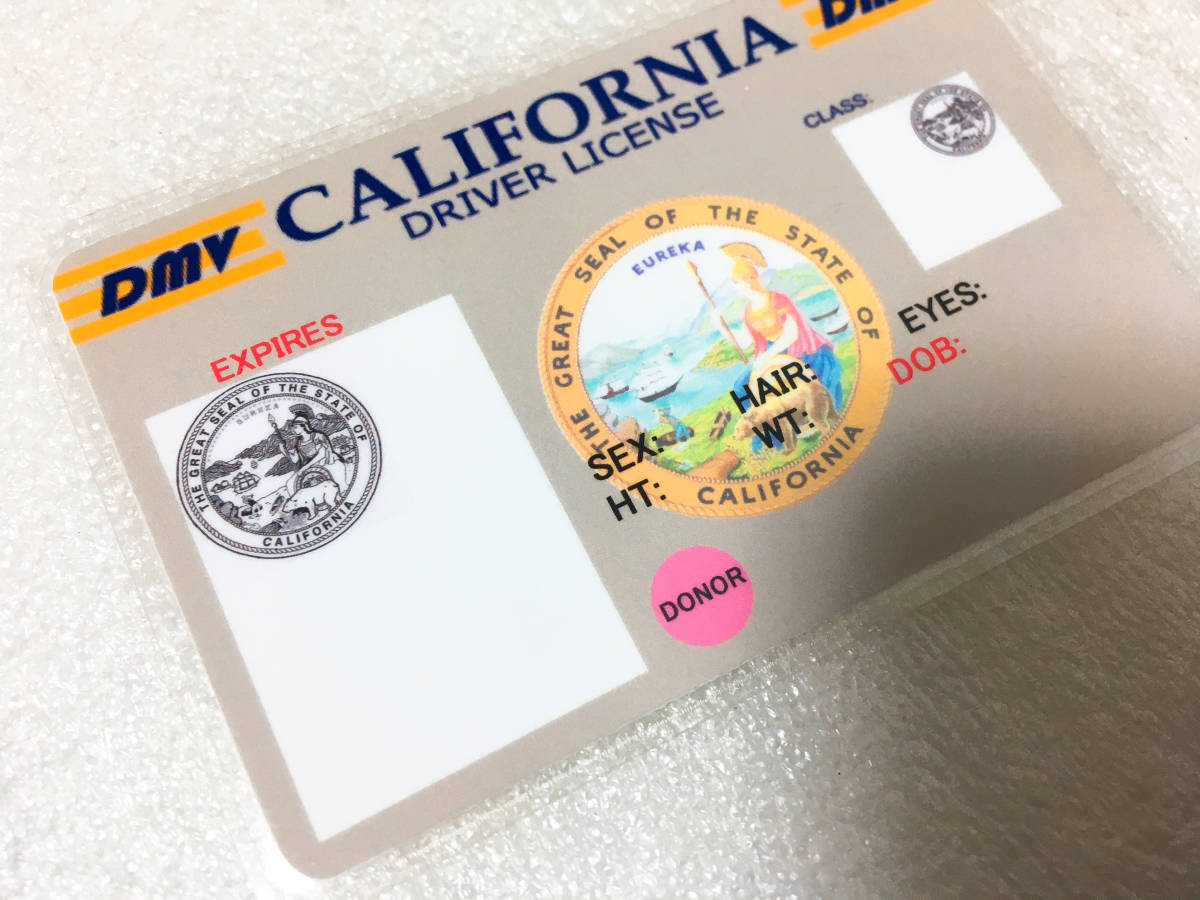 DMV
CALIFORNIA
DMV
DRIVER LICENSE
CLASS:
EXPIRES
THE GREAT SEAL OF THE STATE OF CALIFORNIA
EUREKA
THE GREAT SEAL OF THE STATE OF CALIFORNIA
EUREKA
SEX:
HAIR:
EYES:
HT:
WT:
DOB:
DONOR